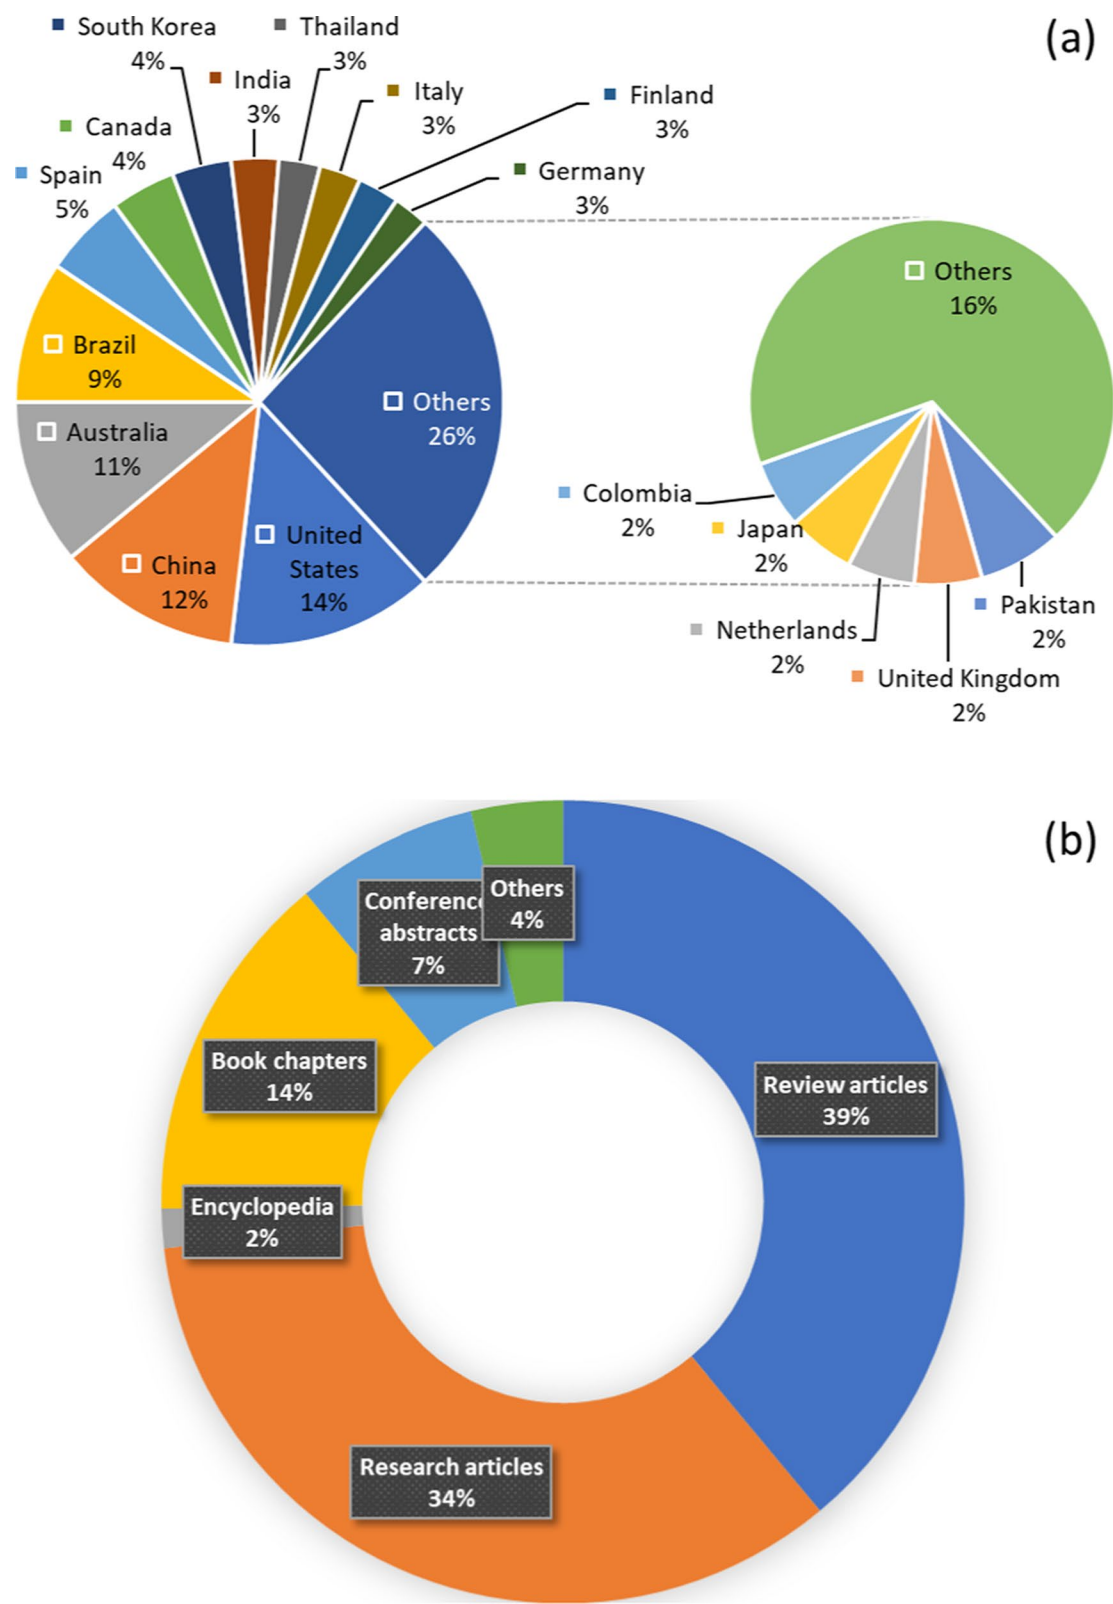 (a)
South Korea
4%
Thailand
3%
India
3%
Italy
3%
Finland
3%
Canada
4%
Germany
3%
Spain
5%
Brazil
9%
Australia
11%
China
12%
United
States
14%
Others
26%
Others
16%
Colombia
2%
Japan
2%
Netherlands
2%
United Kingdom
2%
Pakistan
2%
(b)
Others
4%
Conference
abstracts
7%
Book chapters
14%
Review articles
39%
Encyclopedia
2%
Research articles
34%